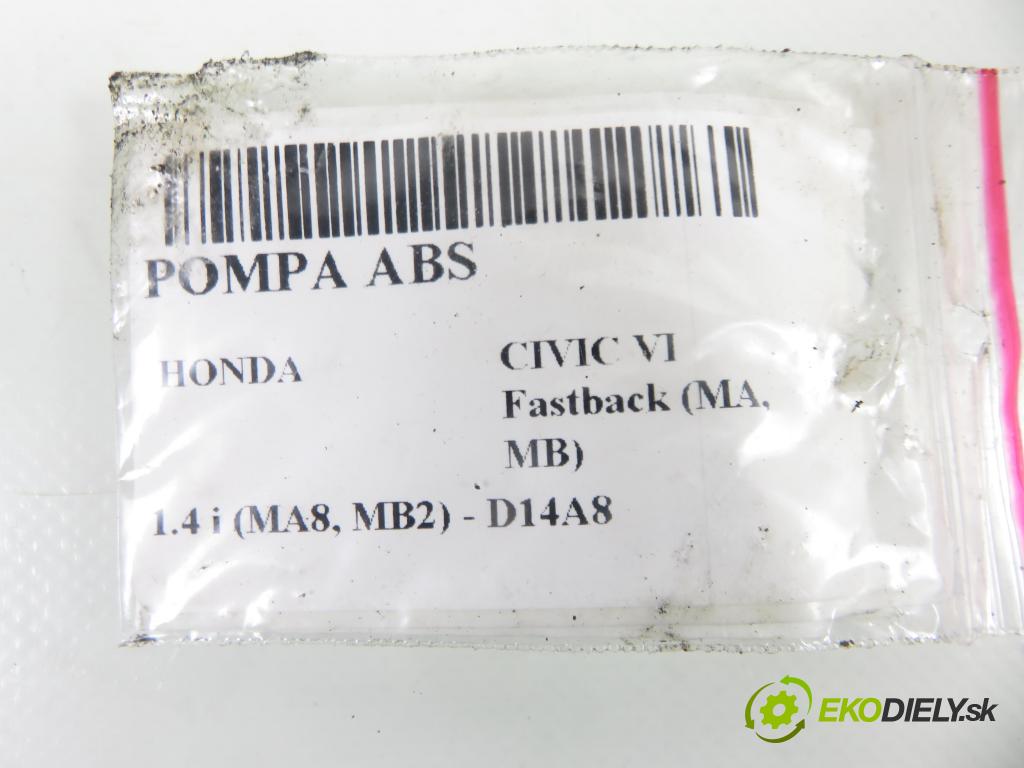 POMPA ABS
HONDA
CIVIC VI
Fastback (MA,
MB)
1.4 i (MA8, MB2) - D14A8
EKODIELY.sk